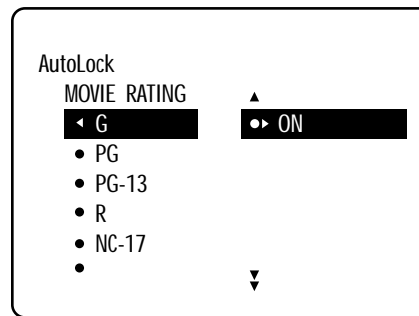 AutoLock
MOVIE RATING
G ON
PG
PG-13
R
NC-17